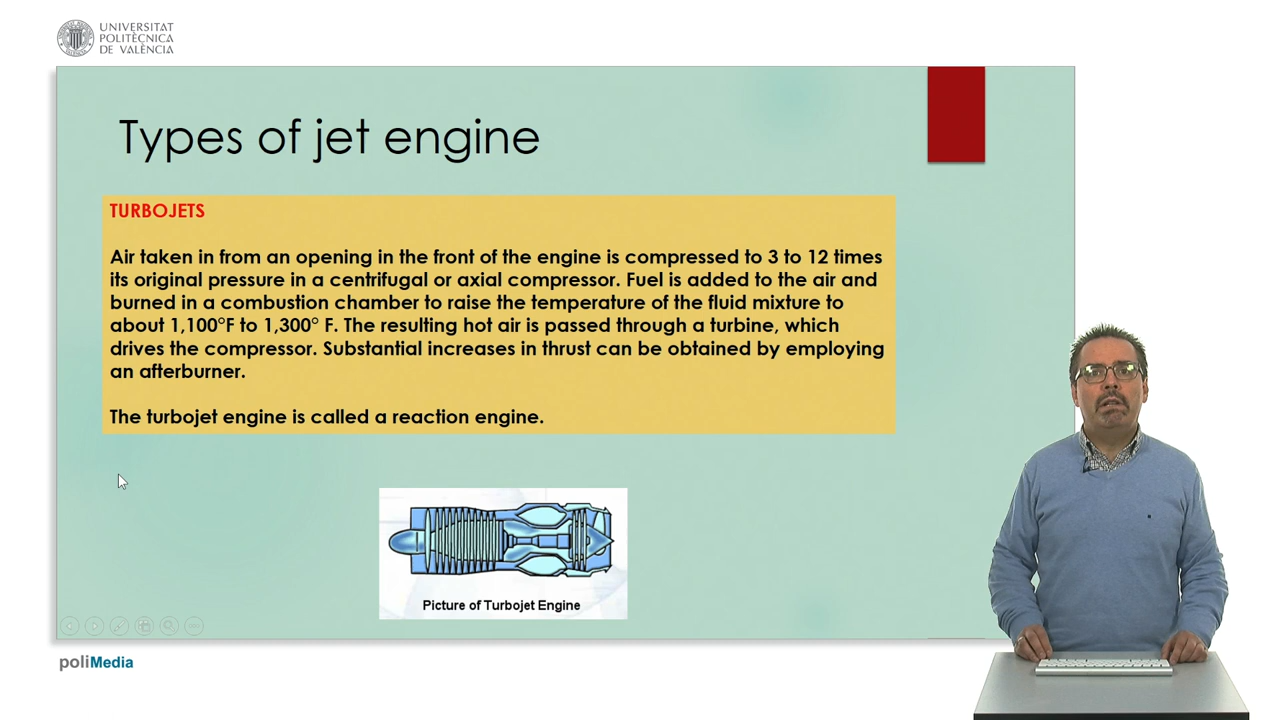 UNIVERSITAT
POLITÈCNICA
DE VALÈNCIA
Types of jet engine
TURBOJETS
Air taken in from an opening in the front of the engine is compressed to 3 to 12 times
its original pressure in a centrifugal or axial compressor. Fuel is added to the air and
burned in a combustion chamber to raise the temperature of the fluid mixture to
about 1,100°F to 1,300° F. The resulting hot air is passed through a turbine, which
drives the compressor. Substantial increases in thrust can be obtained by employing
an afterburner.
The turbojet engine is called a reaction engine.
Picture of Turbojet Engine
poliMedia